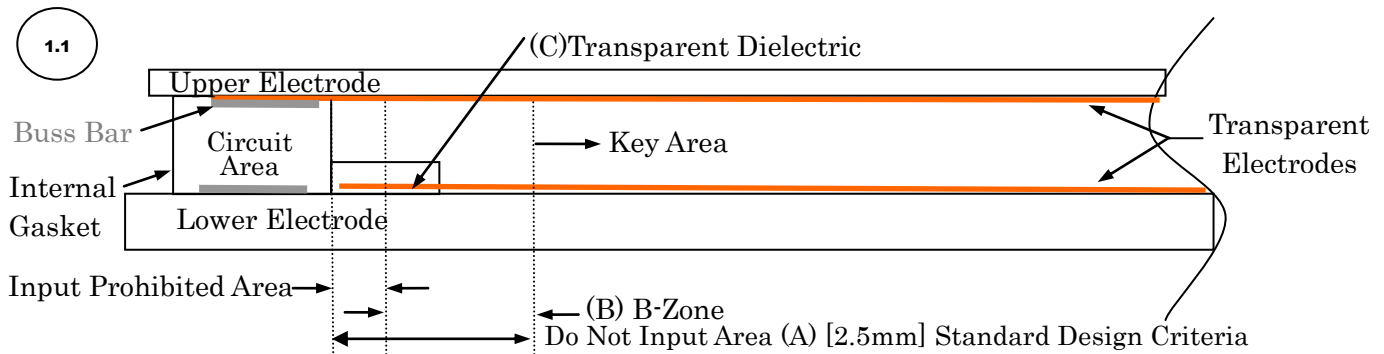 1.1
(C)Transparent Dielectric
Upper Electrode
Buss Bar
Circuit
Area
Key Area
Transparent
Electrodes
Internal
Gasket
Lower Electrode
Input Prohibited Area
(B) B-Zone
Do Not Input Area (A) [2.5mm] Standard Design Criteria